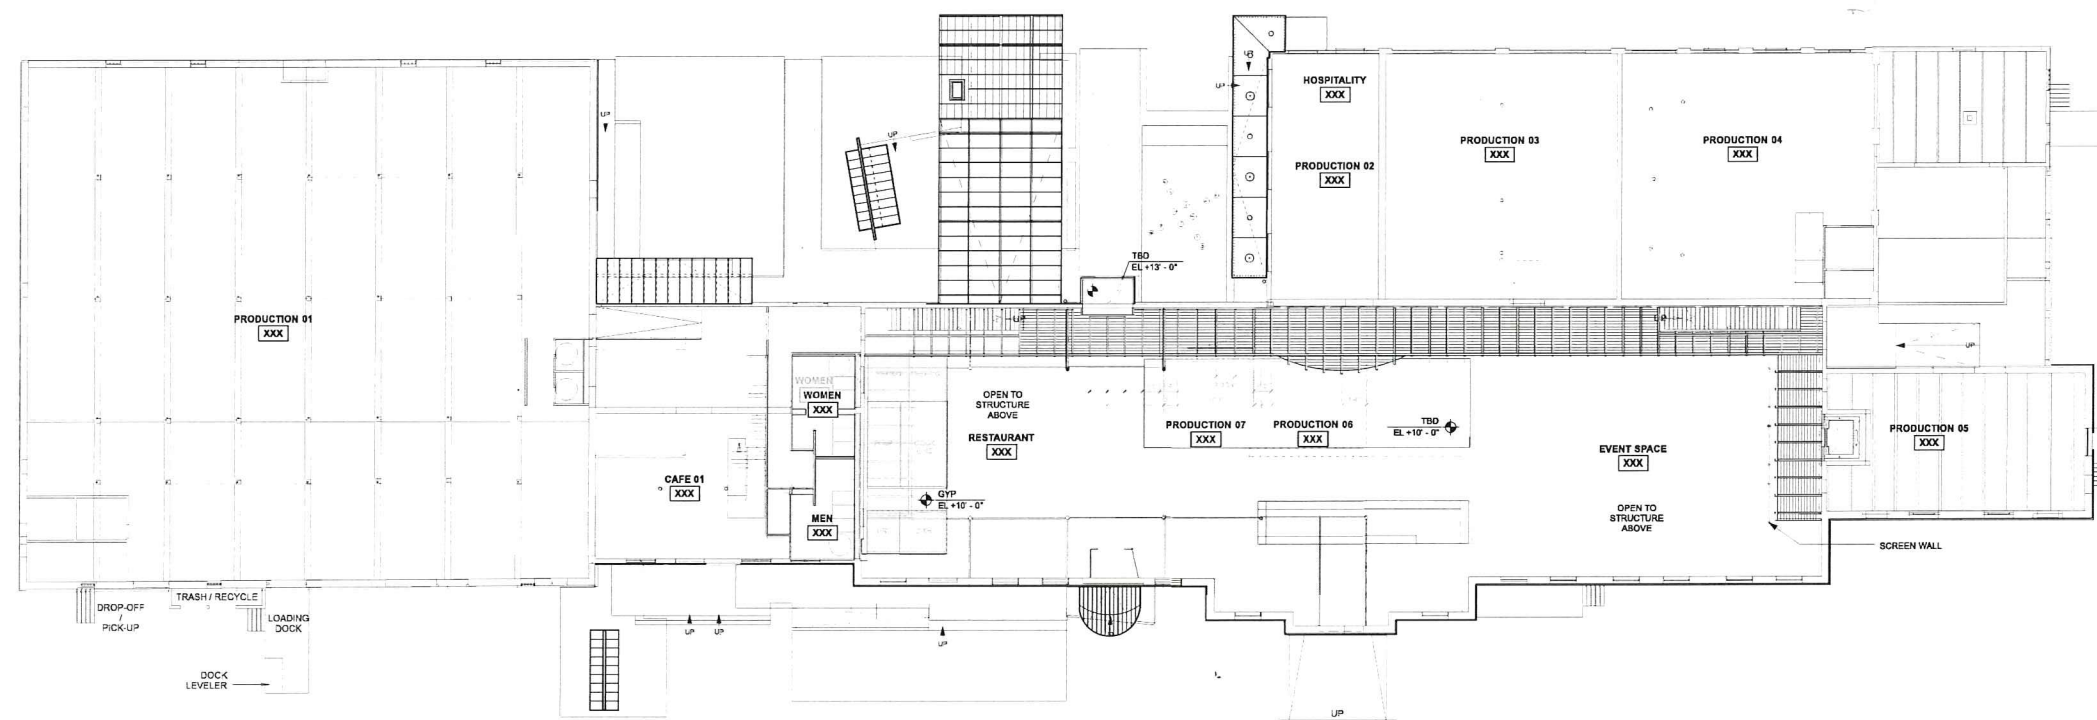 UP
UP
HOSPITALITY
XXX
UP
UP
UP
PRODUCTION 03
XXX
PRODUCTION 04
XXX
PRODUCTION 02
XXX
TBD
EL +13' - 0"
PRODUCTION 01
XXX
UP
UP
UP
WOMEN
WOMEN
XXX
OPEN TO
STRUCTURE
ABOVE
RESTAURANT
XXX
PRODUCTION 07
XXX
PRODUCTION 06
XXX
TBD
EL +10' - 0"
PRODUCTION 05
XXX
EVENT SPACE
XXX
CAFE 01
XXX
GYP
EL +10' - 0"
MEN
XXX
OPEN TO
STRUCTURE
ABOVE
SCREEN WALL
TRASH / RECYCLE
DROP-OFF
/
PICK-UP
LOADING
DOCK
UP
UP
UP
DOCK
LEVELER
UP